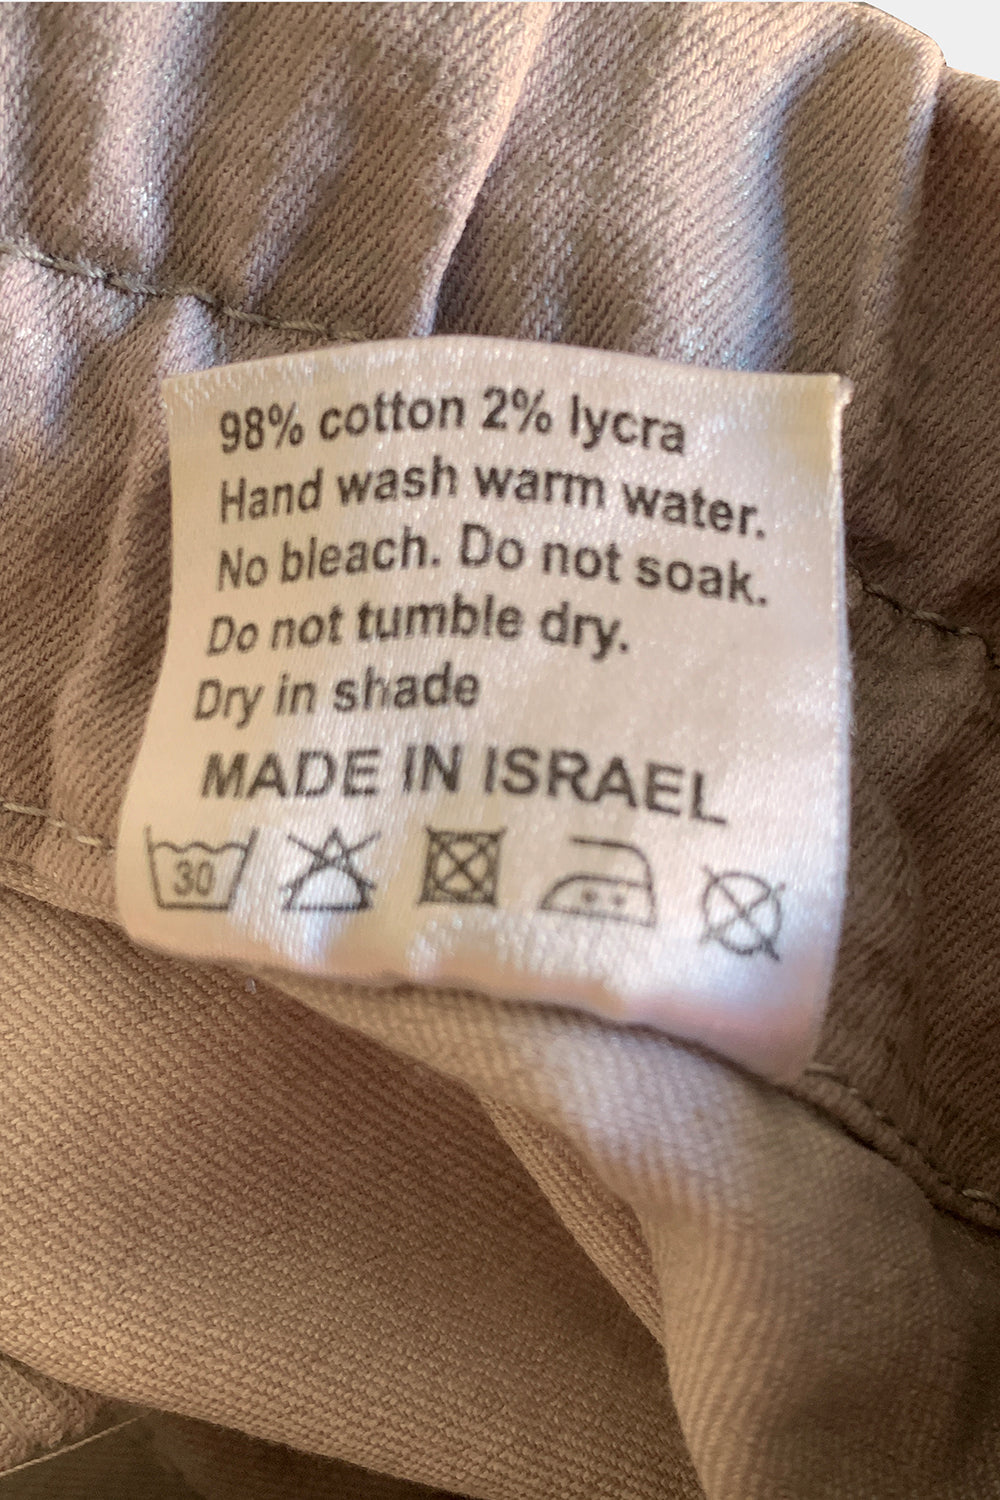 98% cotton 2% lycra
Hand wash warm water.
No bleach. Do not soak.
Do not tumble dry.
Dry in shade
MADE IN ISRAEL
30